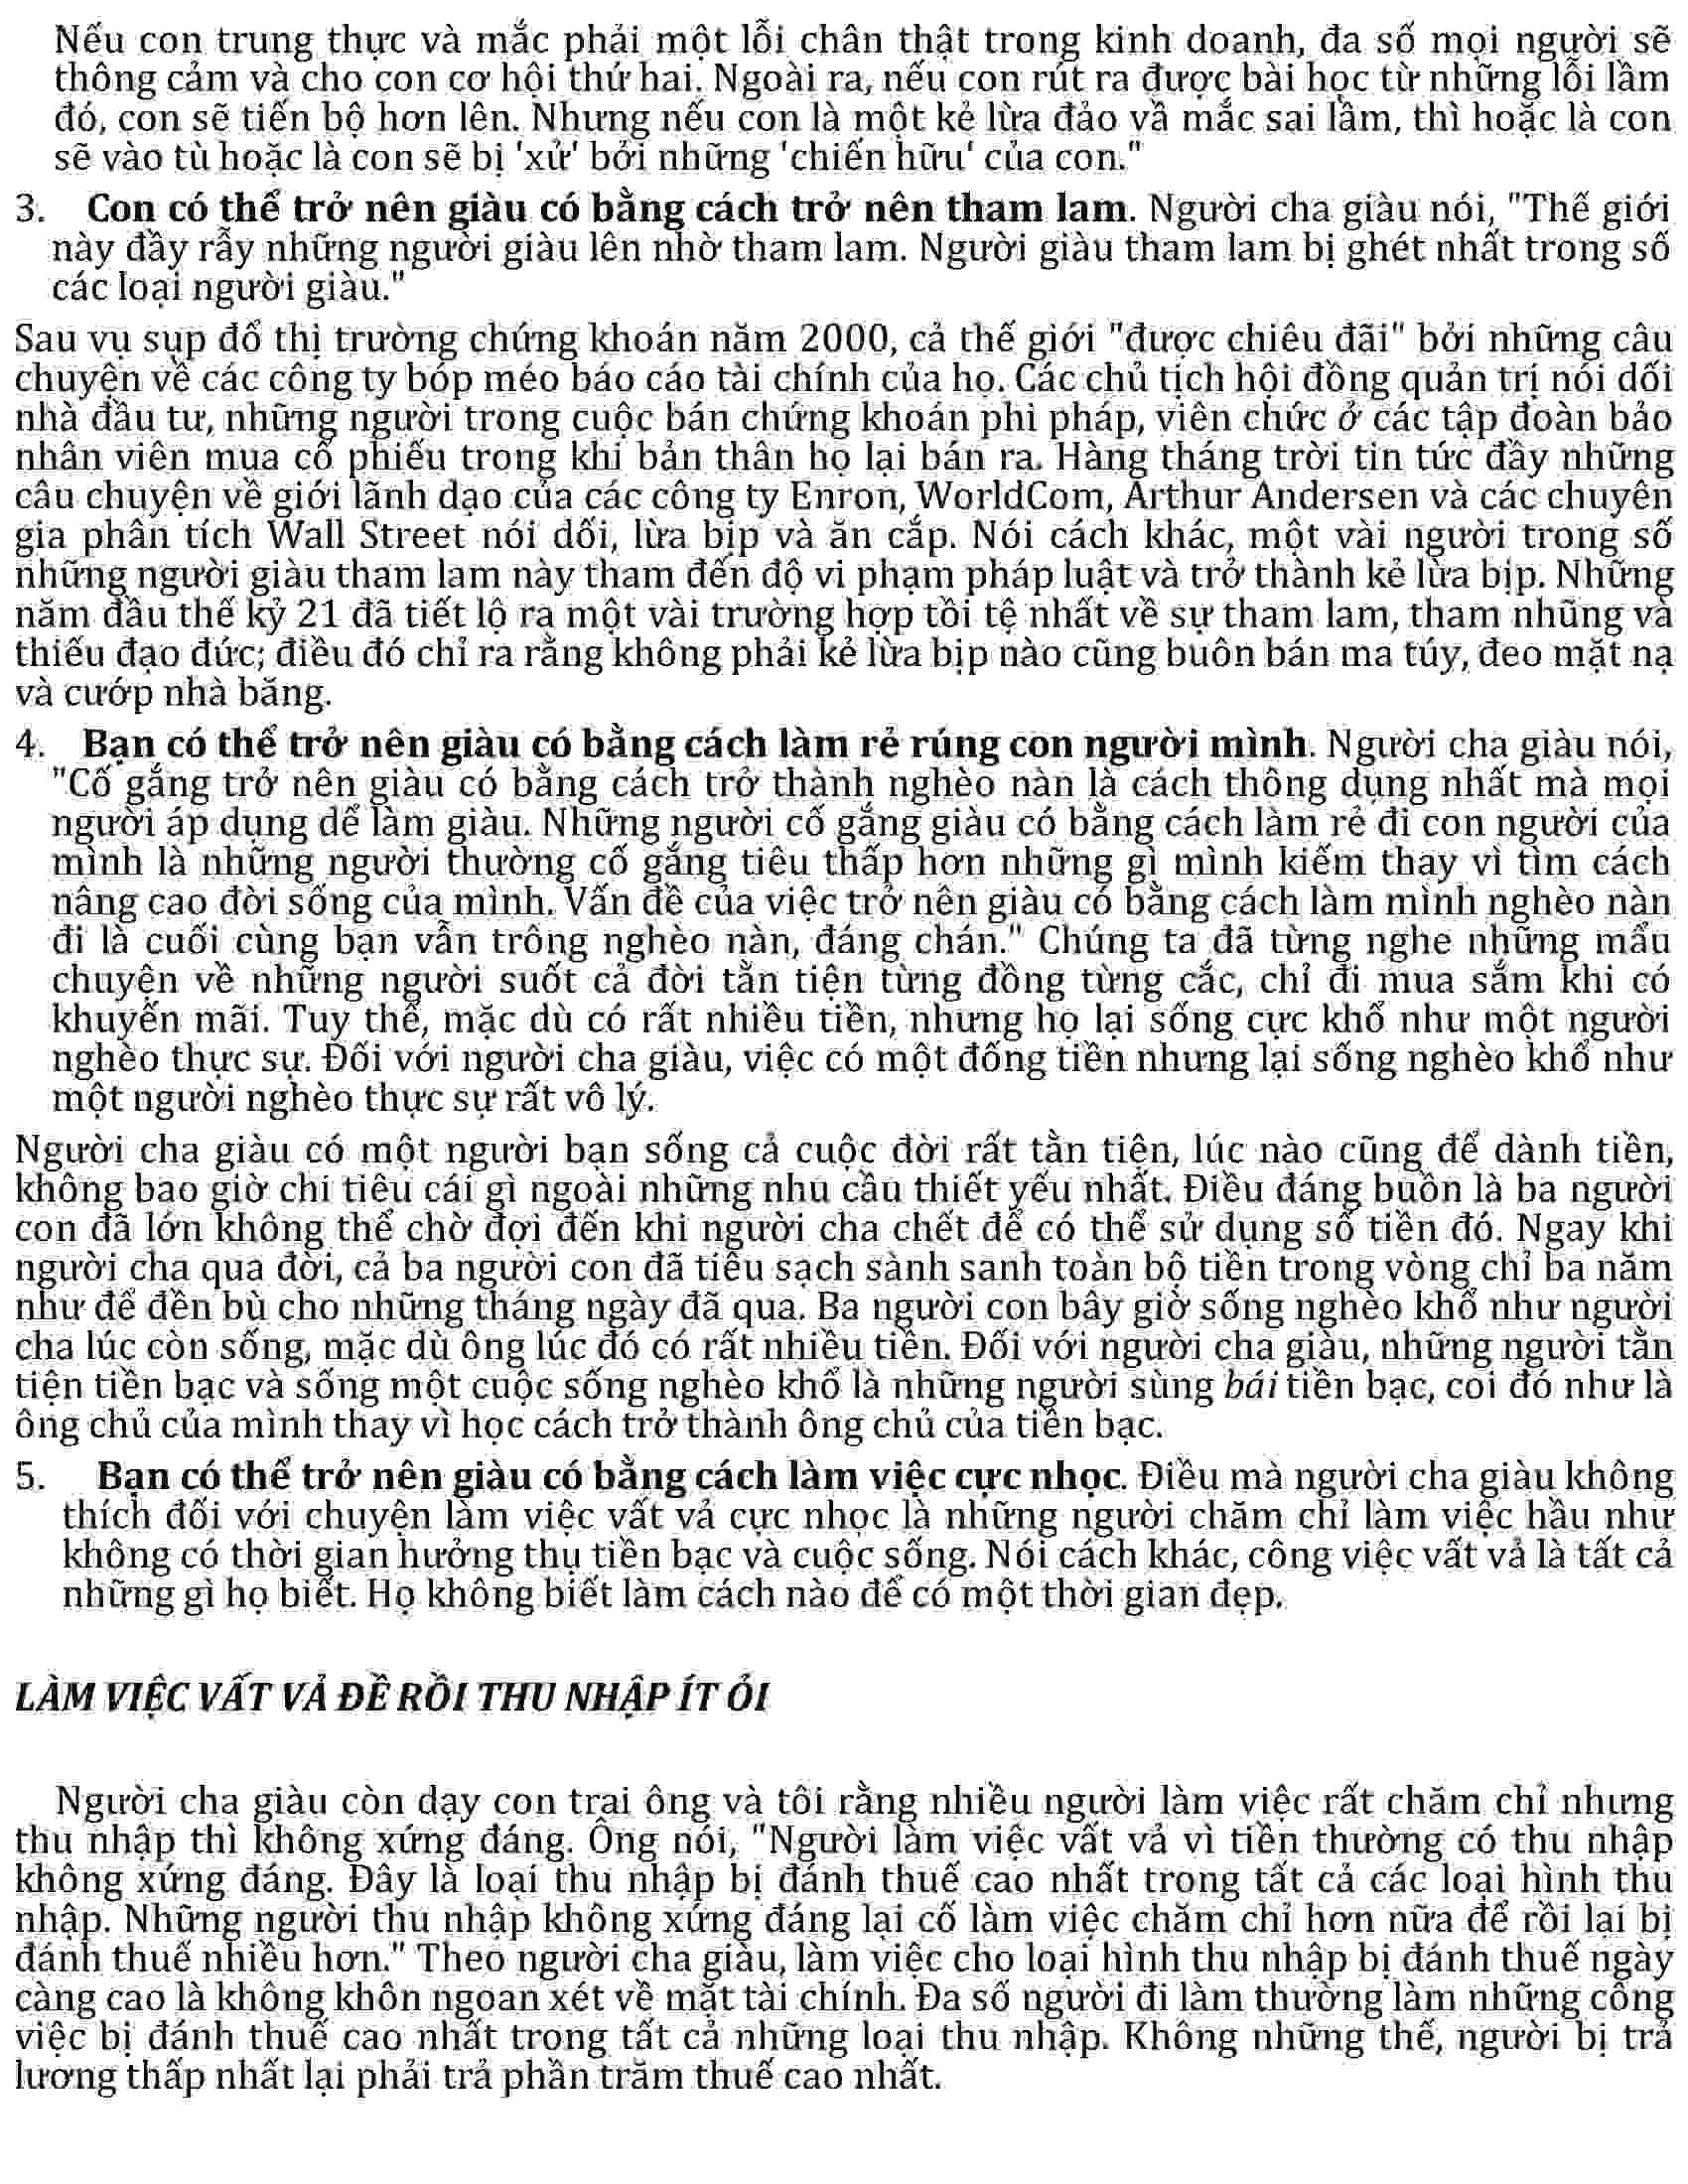 Nếu con trung thực và mắc phải một lỗi chân thật trong kinh doanh, đa số mọi người sẽ
thông cảm và cho con cơ hội thứ hai. Ngoài ra, nếu con rút ra được bài học từ những lỗi lầm
đó, con sẽ tiến bộ hơn lên. Nhưng nếu con là một kẻ lừa đảo vầ mắc sai lầm, thì hoặc là con
sẽ vào tù hoặc là con sẽ bị 'xử' bởi những 'chiến hữu' của con."
3. Con có thể trở nên giàu có bằng cách trở nên tham lam. Người cha giàu nói, "Thế giới
này đầy rẫy những người giàu lên nhờ tham lam. Người giàu tham lam bị ghét nhất trong số
các loại người giàu."
Sau vụ sụp đổ thị trường chứng khoán năm 2000, cả thế giới "được chiêu đãi" bởi những câu
chuyện về các công ty bóp méo báo cáo tài chính của họ. Các chủ tịch hội đồng quản trị nói dối
nhà đầu tư, những người trong cuộc bán chứng khoán phi pháp, viên chức ở các tập đoàn bảo
nhân viên mua cổ phiếu trong khi bản thân họ lại bán ra. Hàng tháng trời tin tức đầy những
câu chuyện về giới lãnh dạo của các công ty Enron, WorldCom, Arthur Andersen và các chuyên
gia phân tích Wall Street nói dối, lừa bịp và ăn cắp. Nói cách khác, một vài người trong số
những người giàu tham lam này tham đến độ vi phạm pháp luật và trở thành kẻ lừa bịp. Những
năm đầu thế kỷ 21 đã tiết lộ ra một vài trường hợp tồi tệ nhất về sự tham lam, tham nhũng và
thiếu đạo đức; điều đó chỉ ra rằng không phải kẻ lừa bịp nào cũng buôn bán ma túy, đeo mặt nạ
và cướp nhà băng.
4. Bạn có thể trở nên giàu có bằng cách làm rẻ rúng con người mình. Người cha giàu nói,
"Cố gắng trở nên giàu có bằng cách trở thành nghèo nàn là cách thông dụng nhất mà mọi
người áp dụng dể làm giàu. Những người cố gắng giàu có bằng cách làm rẻ đi con người của
mình là những người thường cố gắng tiêu thấp hơn những gì mình kiếm thay vì tìm cách
nâng cao đời sống của mình. Vấn đề của việc trở nên giàu có bằng cách làm mình nghèo nàn
đi là cuối cùng bạn vẫn trông nghèo nàn, đáng chán." Chúng ta đã từng nghe những mẩu
chuyện về những người suốt cả đời tằn tiện từng đồng từng cắc, chỉ đi mua sắm khi có
khuyến mãi. Tuy thế, mặc dù có rất nhiều tiền, nhưng họ lại sống cực khổ như một người
nghèo thực sự. Đối với người cha giàu, việc có một đống tiền nhưng lại sống nghèo khổ như
một người nghèo thực sự rất vô lý.
Người cha giàu có một người bạn sống cả cuộc đời rất tằn tiện, lúc nào cũng để dành tiền,
không bao giờ chi tiêu cái gì ngoài những nhu cầu thiết yếu nhất. Điều đáng buồn là ba người
con đã lớn không thể chờ đợi đến khi người cha chết để có thể sử dụng số tiền đó. Ngay khi
người cha qua đời, cả ba người con đã tiêu sạch sành sanh toàn bộ tiền trong vòng chỉ ba năm
như để đền bù cho những tháng ngày đã qua. Ba người con bây giờ sống nghèo khổ như người
cha lúc còn sống, mặc dù ông lúc đó có rất nhiều tiền. Đối với người cha giàu, những người tằn
tiện tiền bạc và sống một cuộc sống nghèo khổ là những người sùng bái tiền bạc, coi đó như là
ông chủ của mình thay vì học cách trở thành ông chủ của tiền bạc.
5. Bạn có thể trở nên giàu có bằng cách làm việc cực nhọc. Điều mà người cha giàu không
thích đối với chuyện làm việc vất vả cực nhọc là những người chăm chỉ làm việc hầu như
không có thời gian hưởng thụ tiền bạc và cuộc sống. Nói cách khác, công việc vất vả là tất cả
những gì họ biết. Họ không biết làm cách nào để có một thời gian đẹp.
LÀM VIỆC VẤT VẢ ĐỀ RỒI THU NHẬP ÍT ỎI
Người cha giàu còn dạy con trai ông và tôi rằng nhiều người làm việc rất chăm chỉ nhưng
thu nhập thì không xứng đáng. Ông nói, "Người làm việc vất vả vì tiền thường có thu nhập
không xứng đáng. Đây là loại thu nhập bị đánh thuế cao nhất trong tất cả các loại hình thu
nhập. Những người thu nhập không xứng đáng lại cố làm việc chăm chỉ hơn nữa để rồi lại bị
đánh thuế nhiều hơn." Theo người cha giàu, làm việc cho loại hình thu nhập bị đánh thuế ngày
càng cao là không khôn ngoan xét về mặt tài chính. Đa số người đi làm thường làm những công
việc bị đánh thuế cao nhất trong tất cả những loại thu nhập. Không những thế, người bị trả
lương thấp nhất lại phải trả phần trăm thuế cao nhất.